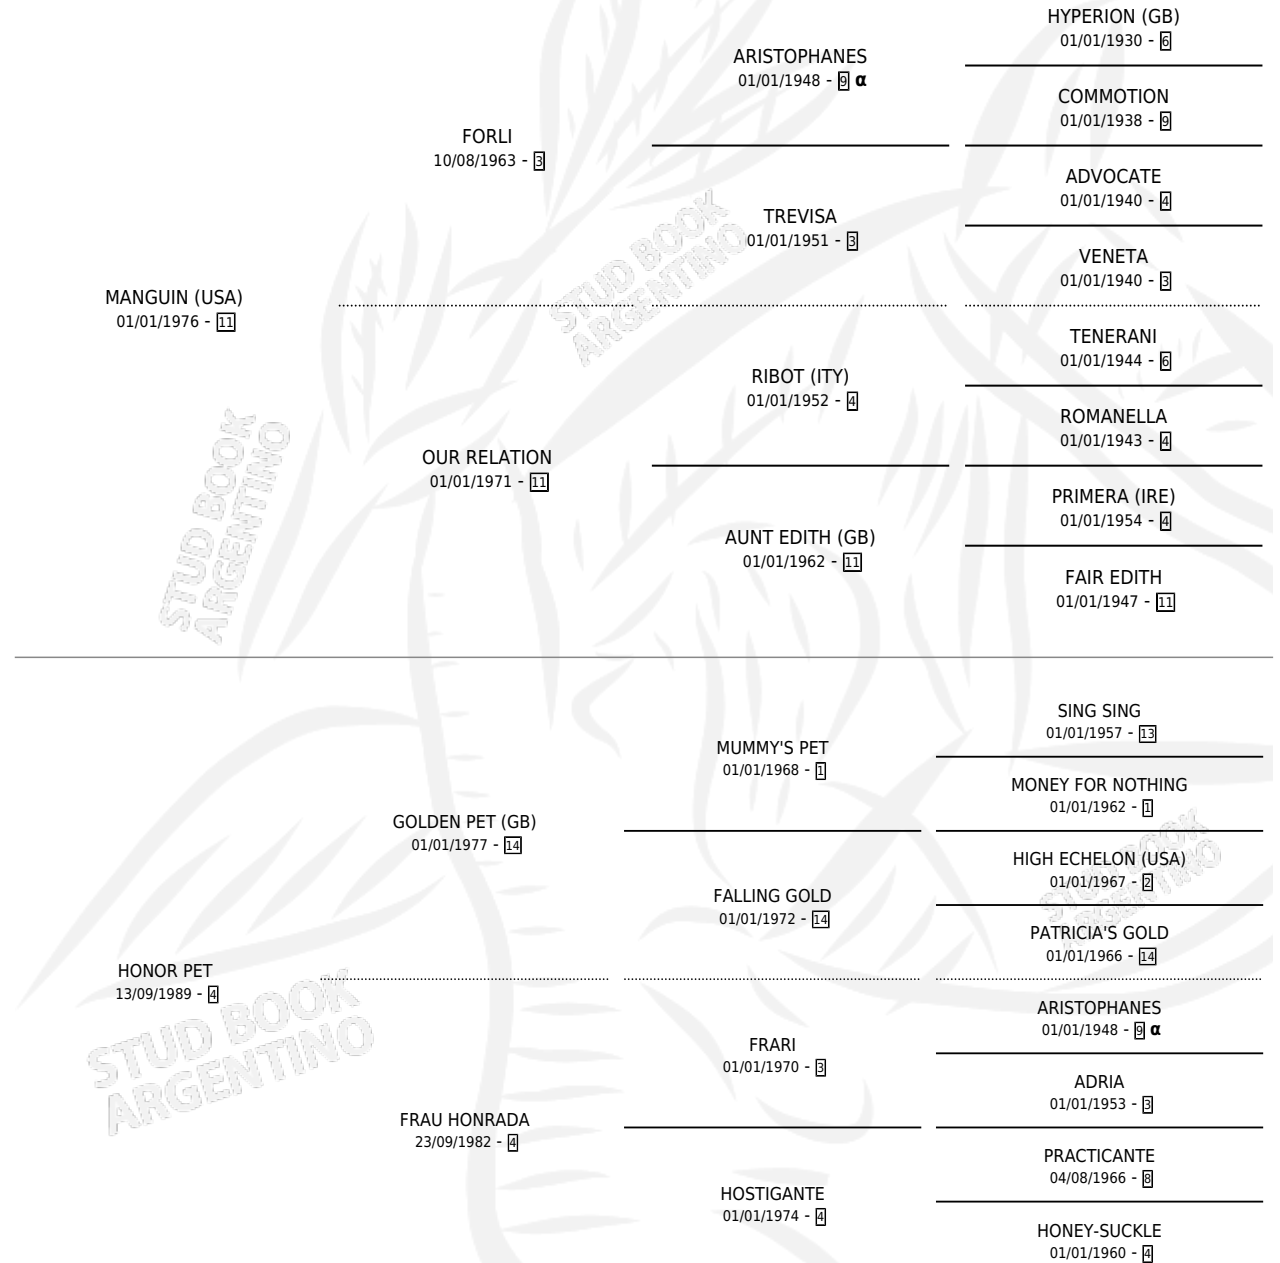 HYPERION (GB)
01/01/1930 - 6
ARISTOPHANES
01/01/1948 - 9 α
COMMOTION
01/01/1938 - 9
FORLI
10/08/1963 - 3
ADVOCATE
01/01/1940 - 4
TREVISA
01/01/1951 - 3
VENETA
01/01/1940 - 3
MANGUIN (USA)
01/01/1976 - 11
TENERANI
01/01/1944 - 6
RIBOT (ITY)
01/01/1952 - 4
ROMANELLA
01/01/1943 - 4
OUR RELATION
01/01/1971 - 11
PRIMERA (IRE)
01/01/1954 - 4
AUNT EDITH (GB)
01/01/1962 - 11
FAIR EDITH
01/01/1947 - 11
STUD BOOK
ARGENTINO
STUD BOOK
ARGENTINO
SING SING
01/01/1957 - 13
MUMMY'S PET
01/01/1968 - 1
MONEY FOR NOTHING
01/01/1962 - 1
GOLDEN PET (GB)
01/01/1977 - 14
HIGH ECHELON (USA)
01/01/1967 - 2
FALLING GOLD
01/01/1972 - 14
PATRICIA'S GOLD
01/01/1966 - 14
HONOR PET
13/09/1989 - 4
ARISTOPHANES
01/01/1948 - 9 α
FRARI
01/01/1970 - 3
ADRIA
01/01/1953 - 3
FRAU HONRADA
23/09/1982 - 4
PRACTICANTE
04/08/1966 - 8
HOSTIGANTE
01/01/1974 - 4
HONEY-SUCKLE
01/01/1960 - 4
STUD BOOK
ARGENTINO
STUD BOOK
ARGENTINO